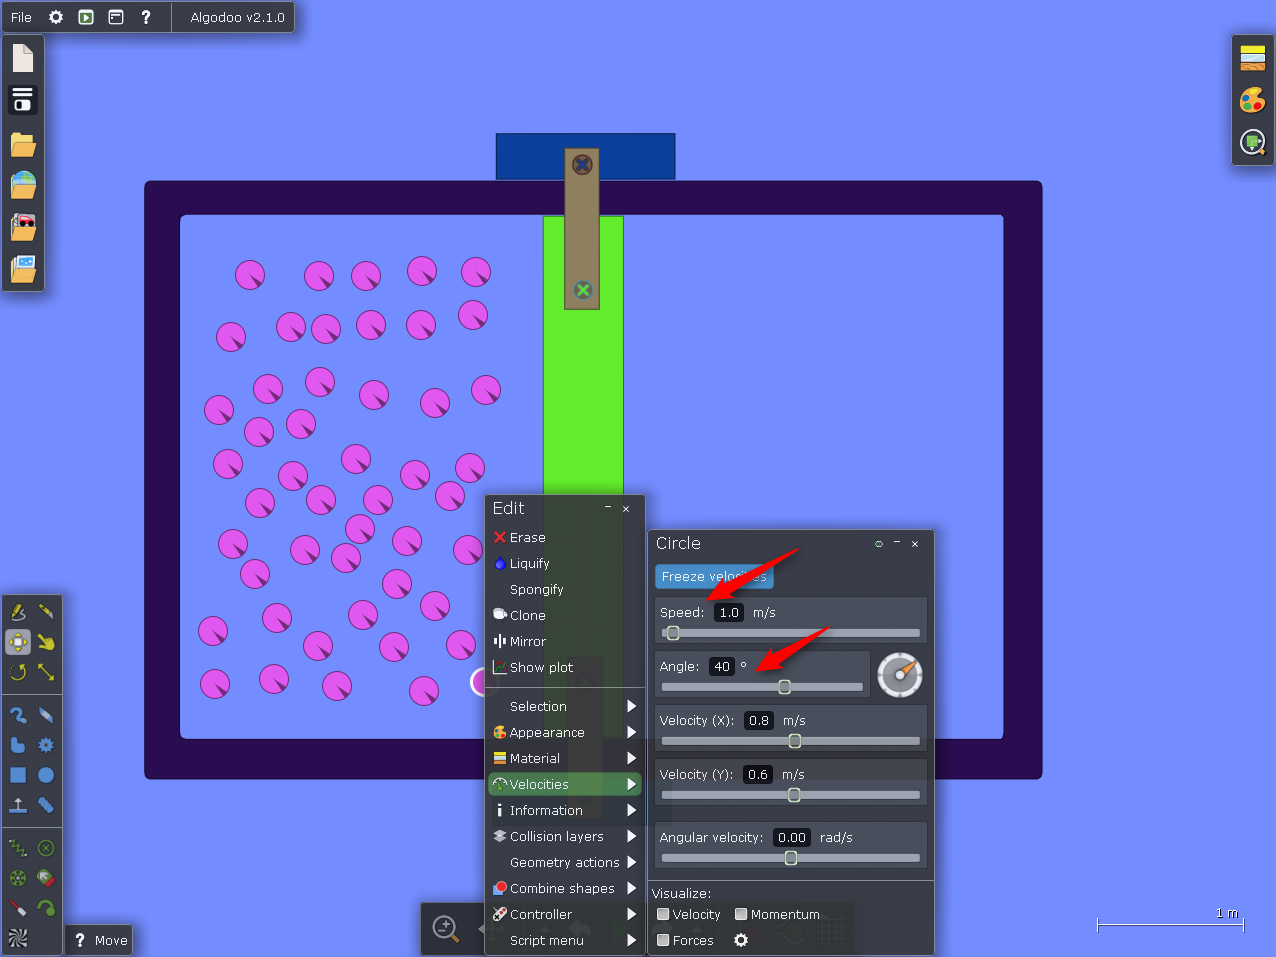 File ? Algodoo v2.1.0
Edit
Erase
Liquify
Spongify
Clone
Mirror
Show plot
Selection
Appearance
Material
Velocities
Information
Collision layers
Geometry actions
Combine shapes
Controller
Script menu
Circle
Freeze velocities
Speed: 1.0 m/s
Angle: 40 °
Velocity (X): 0.8 m/s
Velocity (Y): 0.6 m/s
Angular velocity: 0.00 rad/s
Visualize:
Velocity Momentum
Forces
? Move
1 m